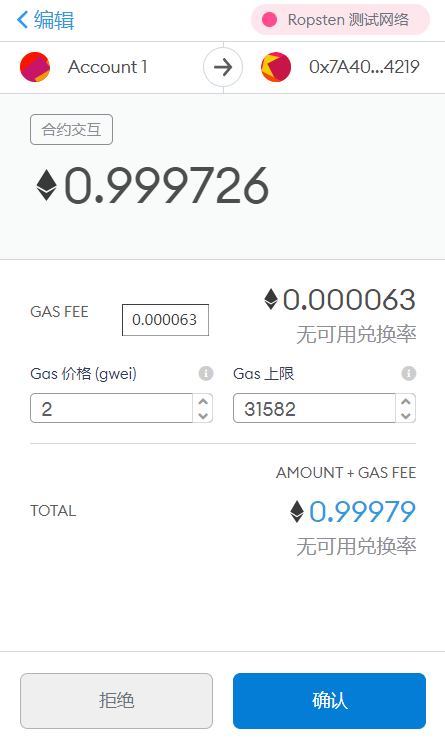 编辑
Ropsten 测试网络
Account 1
0x7A40...4219
合约交互
0.999726
GAS FEE
0.000063
0.000063
无可用兑换率
Gas 价格 (gwei)
Gas 上限
2
31582
AMOUNT + GAS FEE
TOTAL
0.99979
无可用兑换率
拒绝
确认